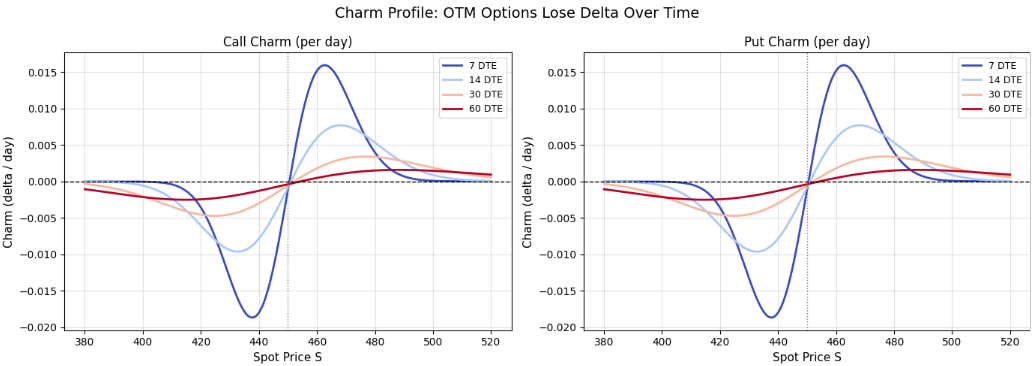 Charm Profile: OTM Options Lose Delta Over Time
Call Charm (per day)
Charm (delta / day)
0.015
0.010
0.005
0.000
−0.005
−0.010
−0.015
−0.020
380 400 420 440 460 480 500 520
Spot Price S
7 DTE
14 DTE
30 DTE
60 DTE
Put Charm (per day)
Charm (delta / day)
0.015
0.010
0.005
0.000
−0.005
−0.010
−0.015
−0.020
380 400 420 440 460 480 500 520
Spot Price S
7 DTE
14 DTE
30 DTE
60 DTE